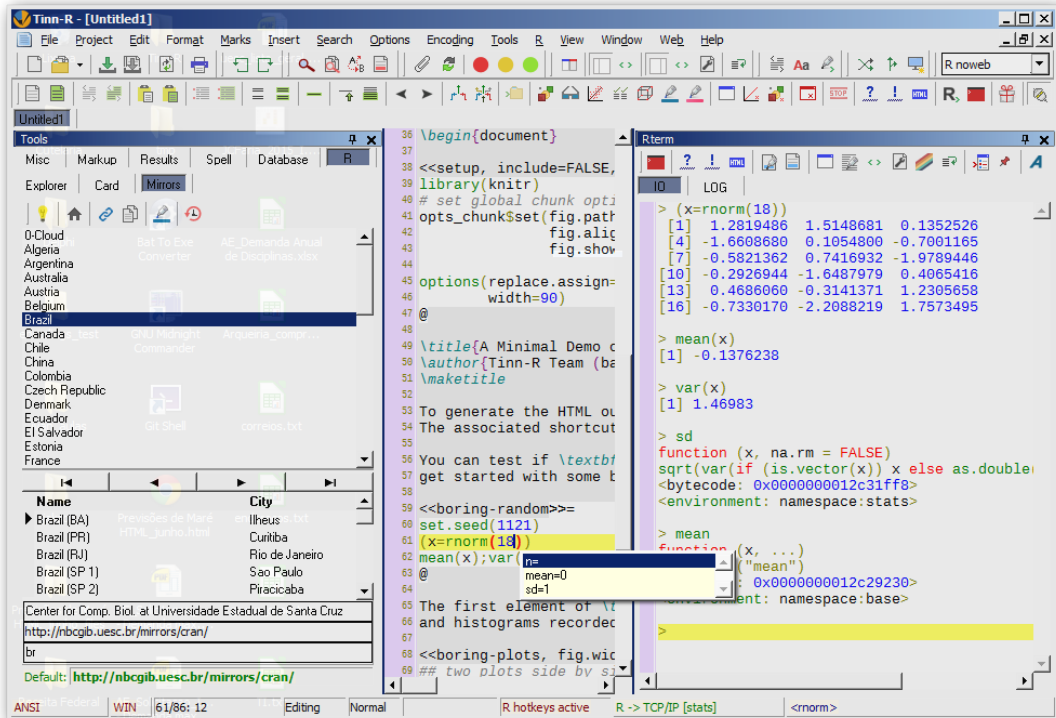 Tinn-R - [Untitled1]
File Project Edit Format Marks Insert Search Options Encoding Tools R View Window Web Help
R noweb
Untitled1
Tools
Misc Markup Results Spell Database R
Explorer Card Mirrors
0-Cloud
Algeria
Argentina
Australia
Austria
Belgium
Brazil
Canada
Chile
China
Colombia
Czech Republic
Denmark
Ecuador
El Salvador
Estonia
France
Name City
Brazil (BA) Ilheus
Brazil (PR) Curitiba
Brazil (RJ) Rio de Janeiro
Brazil (SP 1) Sao Paulo
Brazil (SP 2) Piracicaba
Center for Comp. Biol. at Universidade Estadual de Santa Cruz
http://nbcgib.uesc.br/mirrors/cran/
br
Default: http://nbcgib.uesc.br/mirrors/cran/
36 \begin{document}
37
38 <<setup, include=FALSE,
39 library(knitr)
40 # set global chunk opti
41 opts_chunk$set(fig.path
42 fig.alig
43 fig.show
44
45 options(replace.assign=
46 width=90)
47 @
48
49 \title{A Minimal Demo o
50 \author{Tinn-R Team (ba
51 \maketitle
52
53 To generate the HTML ou
54 The associated shortcut
55
56 You can test if \textbf
57 get started with some b
58
59 <<boring-random>>=
60 set.seed(1121)
61 (x=rnorm(18))
62 mean(x);var(
63 @
64
65 The first element of \t
66 and histograms recorded
67
68 <<boring-plots, fig.wid
69 ## two plots side by si
n=
mean=0
sd=1
Rterm
IO LOG
> (x=rnorm(18))
[1] 1.2819486 1.5148681 0.1352526
[4] -1.6608680 0.1054800 -0.7001165
[7] -0.5821362 0.7416932 -1.9789446
[10] -0.2926944 -1.6487979 0.4065416
[13] 0.4686060 -0.3141371 1.2305658
[16] -0.7330170 -2.2088219 1.7573495
> mean(x)
[1] -0.1376238
> var(x)
[1] 1.46983
> sd
function (x, na.rm = FALSE)
sqrt(var(if (is.vector(x)) x else as.double(
<bytecode: 0x0000000012c31ff8>
<environment: namespace:stats>
> mean
function (x, ...)
("mean")
: 0x0000000012c29230>
<environment: namespace:base>
>
ANSI WIN 61/86: 12 Editing Normal R hotkeys active R -> TCP/IP [stats] <rnorm>